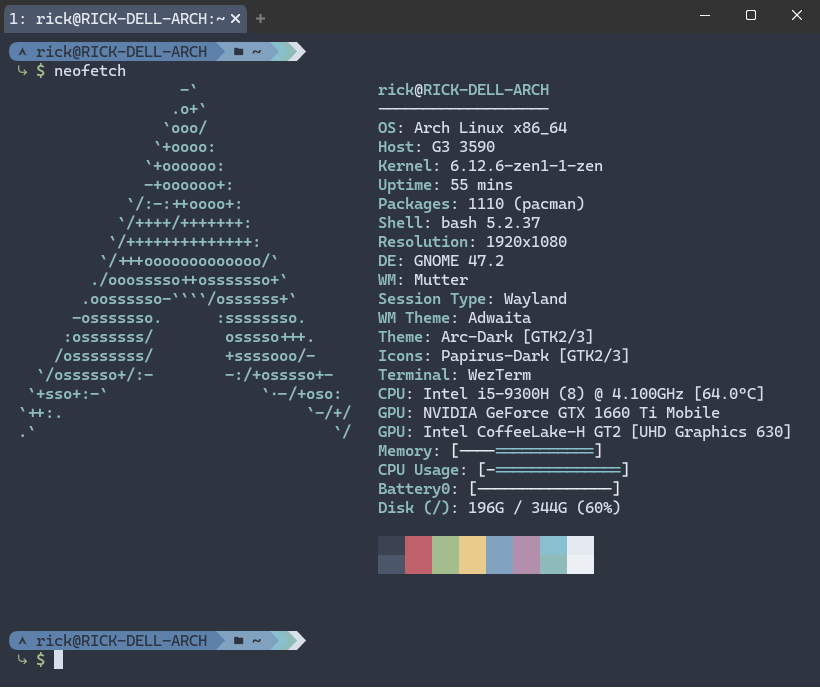 1: rick@RICK-DELL-ARCH:~ × +
rick@RICK-DELL-ARCH ~
$ neofetch
-`
.o+`
`ooo/
`+oooo:
`+oooooo:
-+oooooo+:
`/:-:++oooo+:
`/++++/+++++++:
`/++++++++++++++:
`/+++ooooooooooooo/`
./ooosssso++osssssso+`
.oossssso-````/ossssss+`
-osssssso.      :ssssssso.
:osssssss/        osssso+++.
/ossssssss/        +ssssooo/-
`/ossssso+/:-        -:/+osssso+-
`+sso+:-`                 `.-/+oso:
`++:.                           `-/+/
.`                                 `/
rick@RICK-DELL-ARCH
-------------------
OS: Arch Linux x86_64
Host: G3 3590
Kernel: 6.12.6-zen1-1-zen
Uptime: 55 mins
Packages: 1110 (pacman)
Shell: bash 5.2.37
Resolution: 1920x1080
DE: GNOME 47.2
WM: Mutter
Session Type: Wayland
WM Theme: Adwaita
Theme: Arc-Dark [GTK2/3]
Icons: Papirus-Dark [GTK2/3]
Terminal: WezTerm
CPU: Intel i5-9300H (8) @ 4.100GHz [64.0°C]
GPU: NVIDIA GeForce GTX 1660 Ti Mobile
GPU: Intel CoffeeLake-H GT2 [UHD Graphics 630]
Memory: [----===========]
CPU Usage: [-==============]
Battery0: [---------------]
Disk (/): 196G / 344G (60%)
rick@RICK-DELL-ARCH ~
$